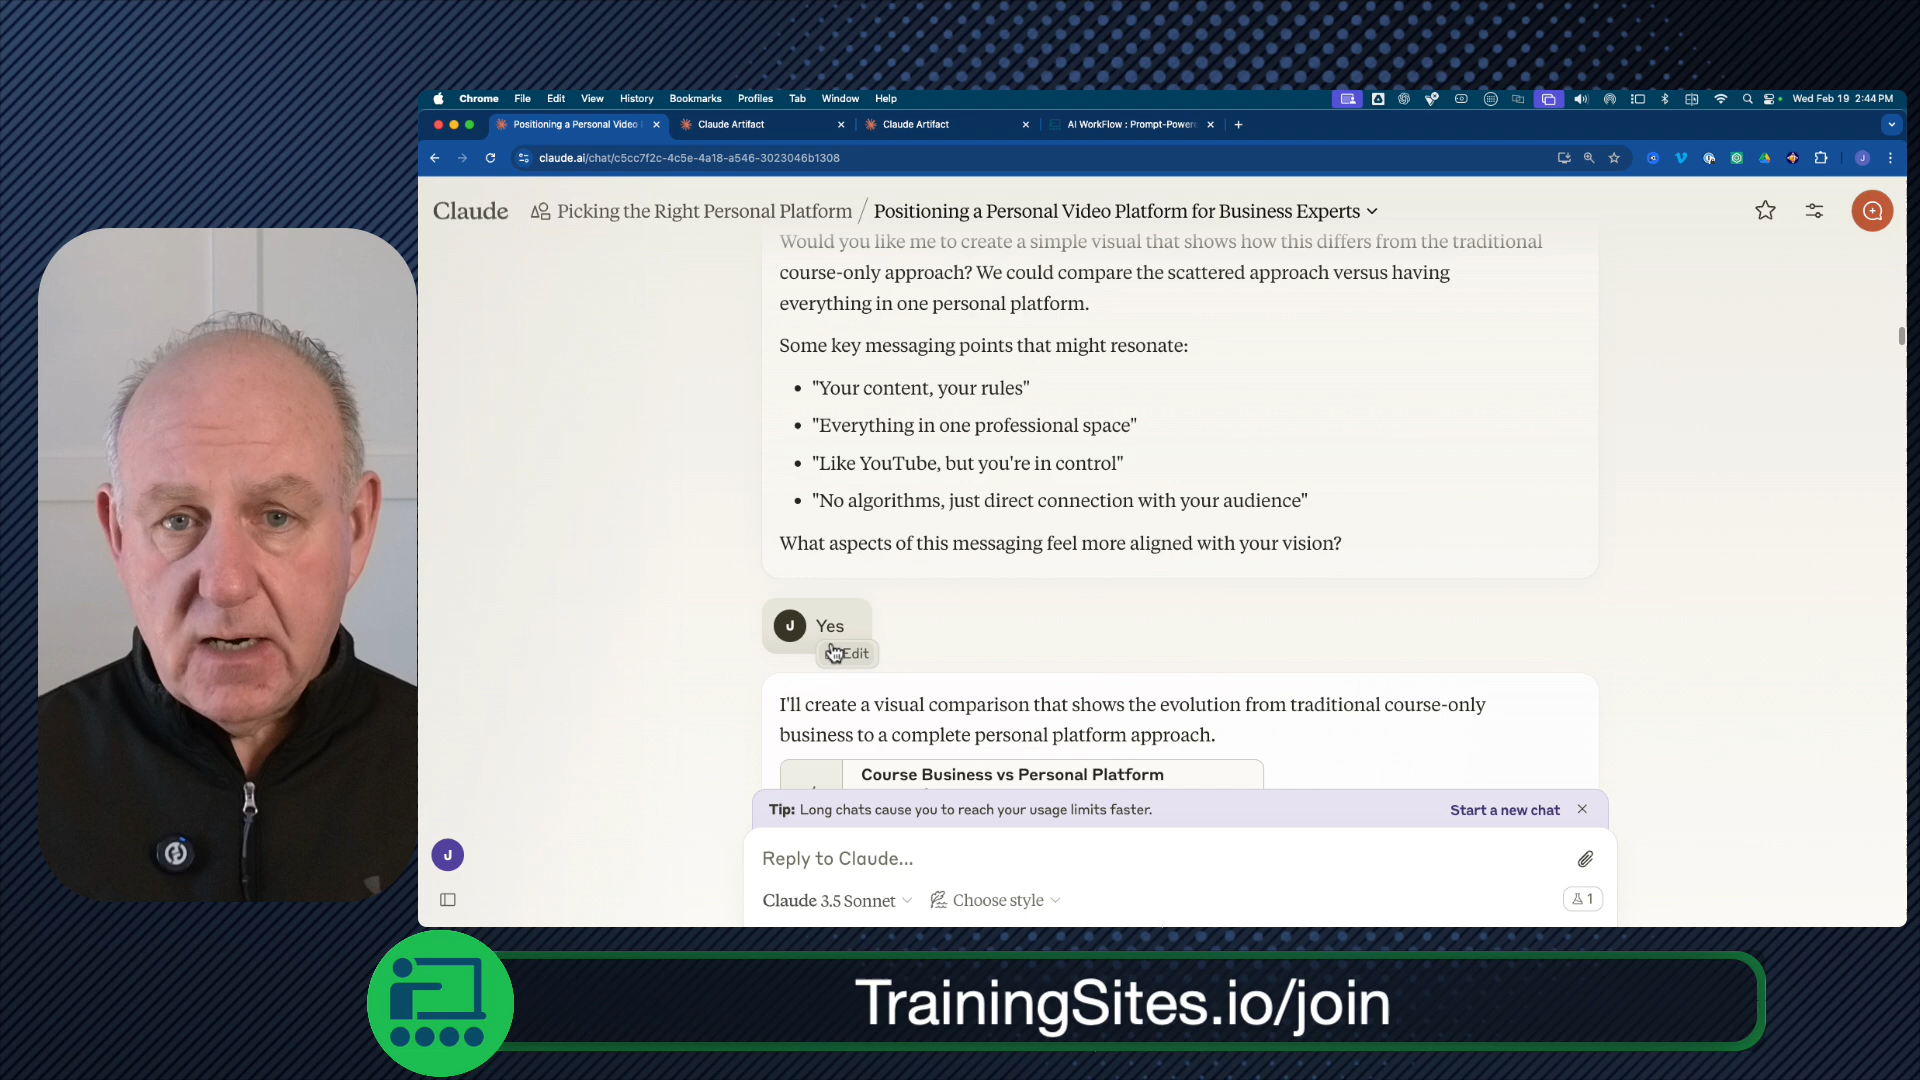 Chrome File Edit View History Bookmarks Profiles Tab Window Help
Wed Feb 19 2:44 PM
Positioning a Personal Video
Claude Artifact
Claude Artifact
AI WorkFlow : Prompt-Power
claude.ai/chat/c5cc7f2c-4c5e-4a18-a546-3023046b1308
J
Claude
Picking the Right Personal Platform / Positioning a Personal Video Platform for Business Experts
Would you like me to create a simple visual that shows how this differs from the traditional
course-only approach? We could compare the scattered approach versus having
everything in one personal platform.
Some key messaging points that might resonate:
• "Your content, your rules"
• "Everything in one professional space"
• "Like YouTube, but you're in control"
• "No algorithms, just direct connection with your audience"
What aspects of this messaging feel more aligned with your vision?
J Yes
Edit
I'll create a visual comparison that shows the evolution from traditional course-only
business to a complete personal platform approach.
Course Business vs Personal Platform
Tip: Long chats cause you to reach your usage limits faster.
Start a new chat
Reply to Claude...
J
Claude 3.5 Sonnet
Choose style
1
TrainingSites.io/join